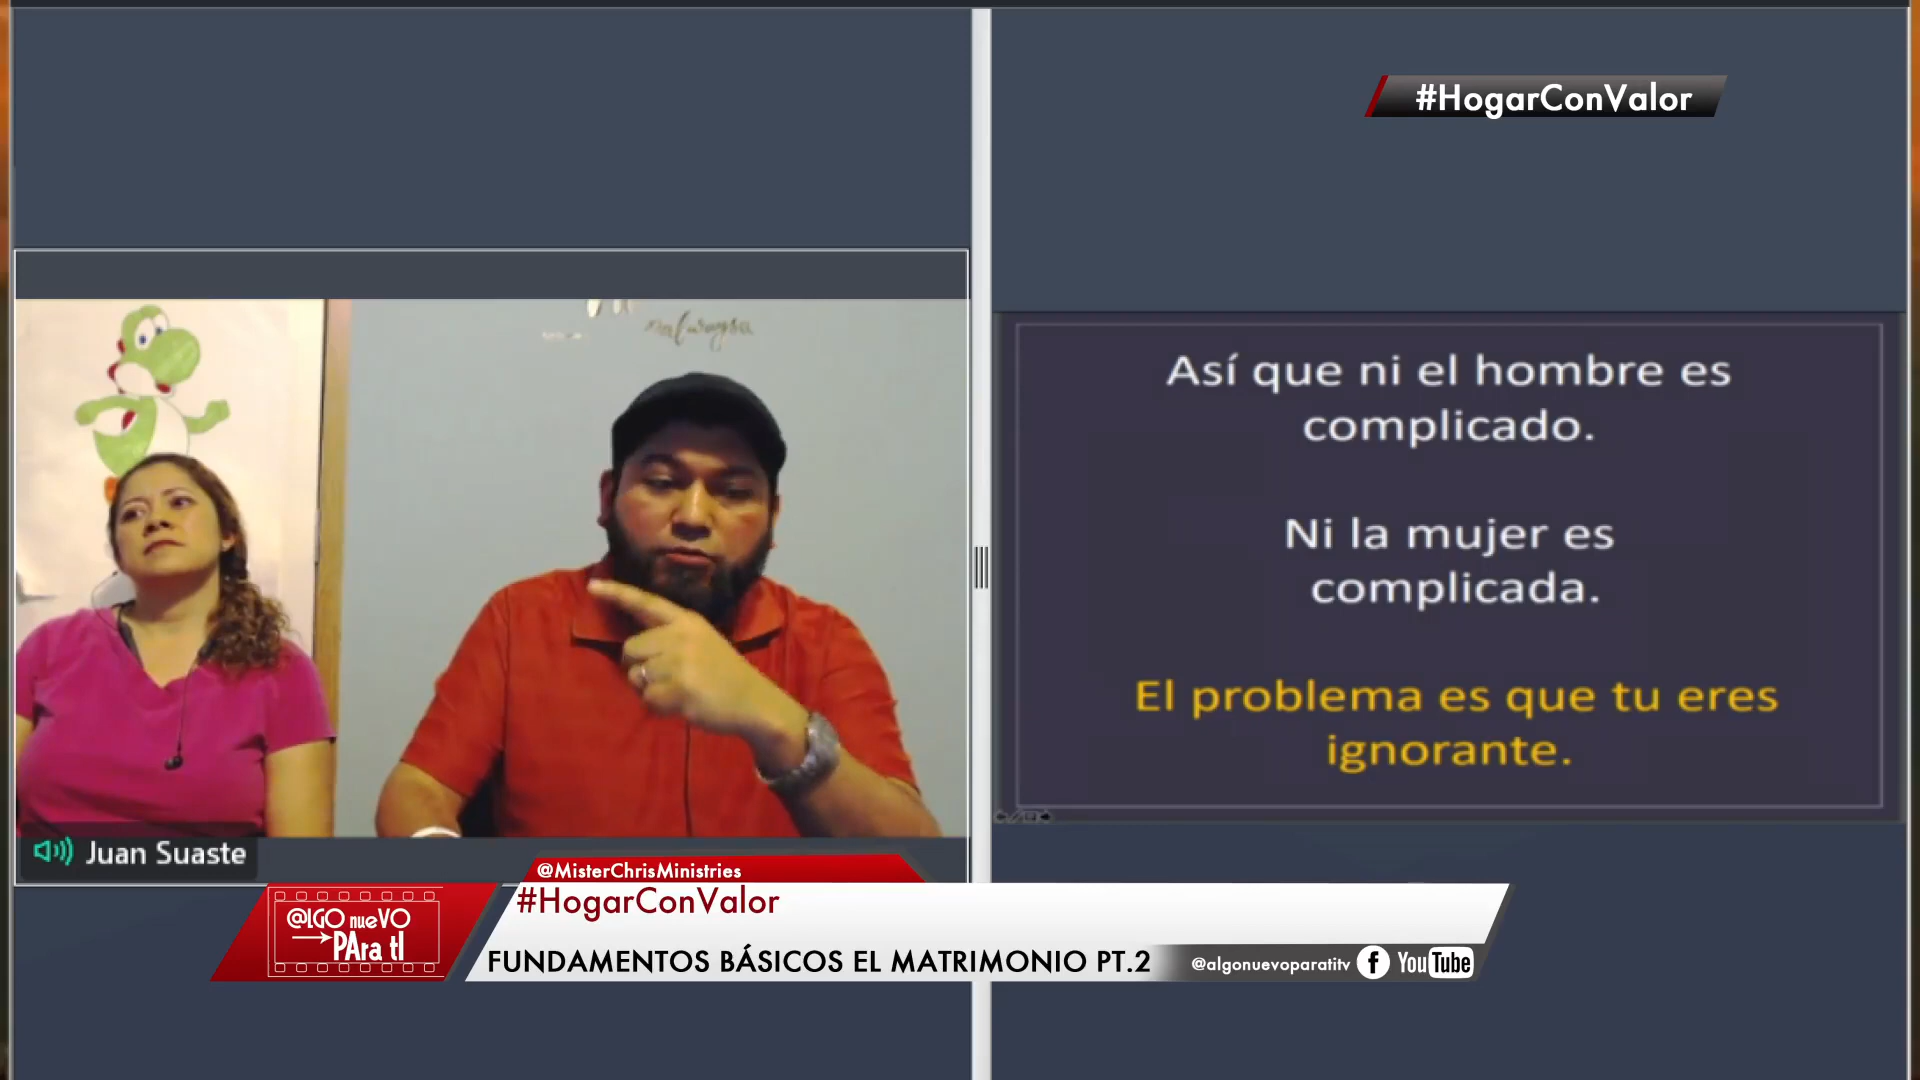 #HogarConValor
Así que ni el hombre es
complicado.
Ni la mujer es
complicada.
El problema es que tu eres
ignorante.
Juan Suaste
@MisterChrisMinistries
#HogarConValor
@LGO nueVO
PAra tI
FUNDAMENTOS BÁSICOS EL MATRIMONIO PT.2
@algonuevoparatitv f YouTube